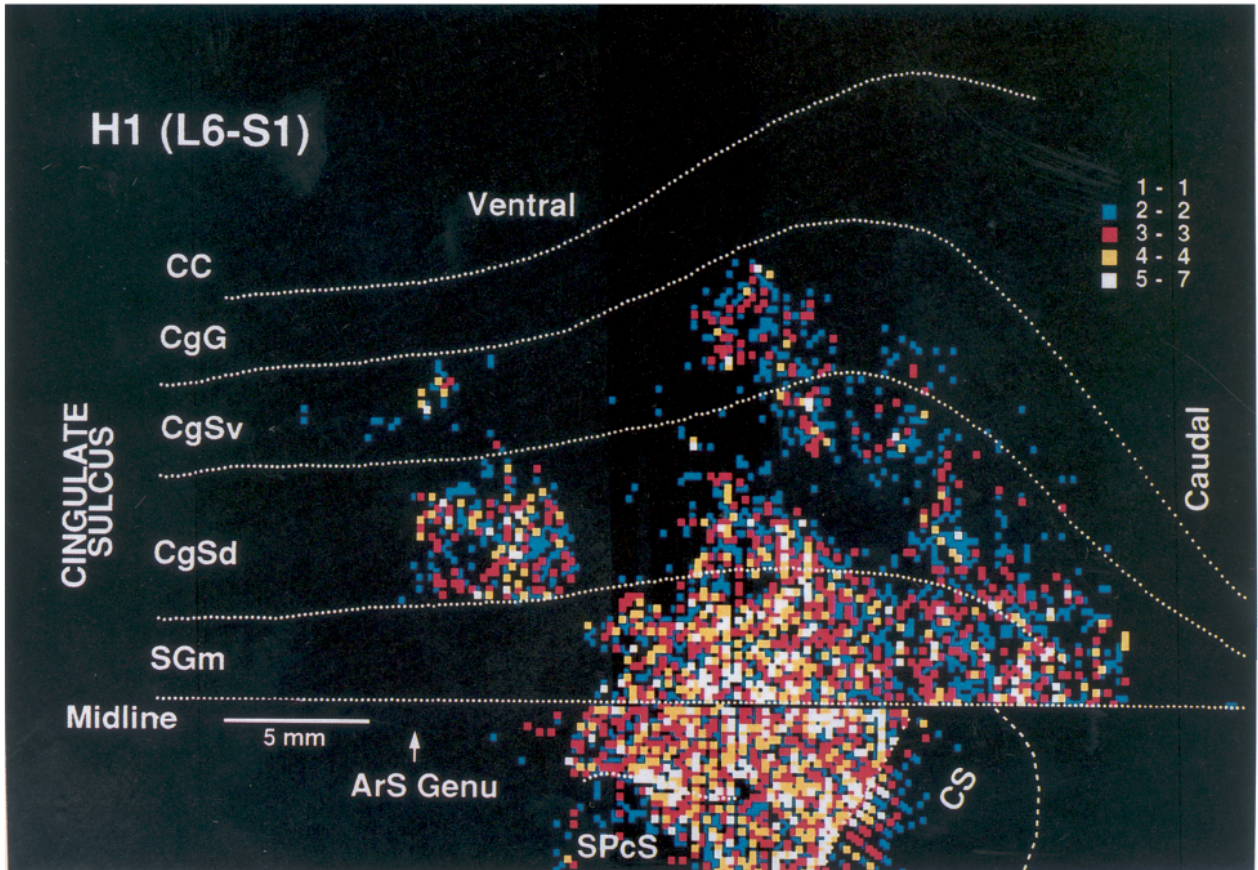 H1 (L6-S1)
Ventral
1 - 1
2 - 2
3 - 3
4 - 4
5 - 7
CC
CgG
CgSv
CINGULATE
SULCUS
CgSd
SGm
Caudal
Midline
5 mm
ArS Genu
CS
SPcS